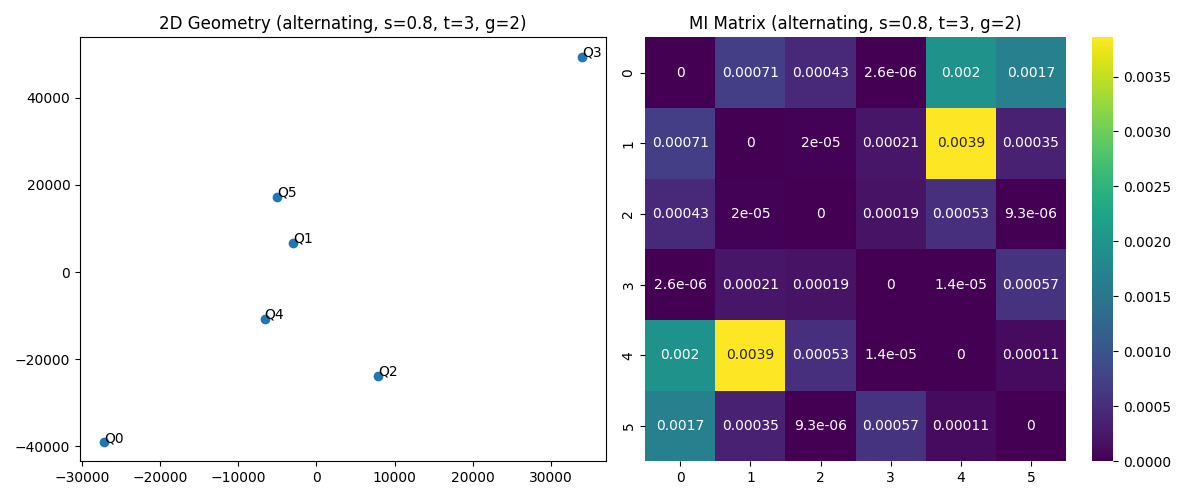 2D Geometry (alternating, s=0.8, t=3, g=2)
40000
20000
0
−20000
−40000
−30000 −20000 −10000 0 10000 20000 30000
Q3
Q5
Q1
Q4
Q2
Q0
MI Matrix (alternating, s=0.8, t=3, g=2)
0 0 0.00071 0.00043 2.6e-06 0.002 0.0017
1 0.00071 0 2e-05 0.00021 0.0039 0.00035
2 0.00043 2e-05 0 0.00019 0.00053 9.3e-06
3 2.6e-06 0.00021 0.00019 0 1.4e-05 0.00057
4 0.002 0.0039 0.00053 1.4e-05 0 0.00011
5 0.0017 0.00035 9.3e-06 0.00057 0.00011 0
0 1 2 3 4 5
0.0035
0.0030
0.0025
0.0020
0.0015
0.0010
0.0005
0.0000